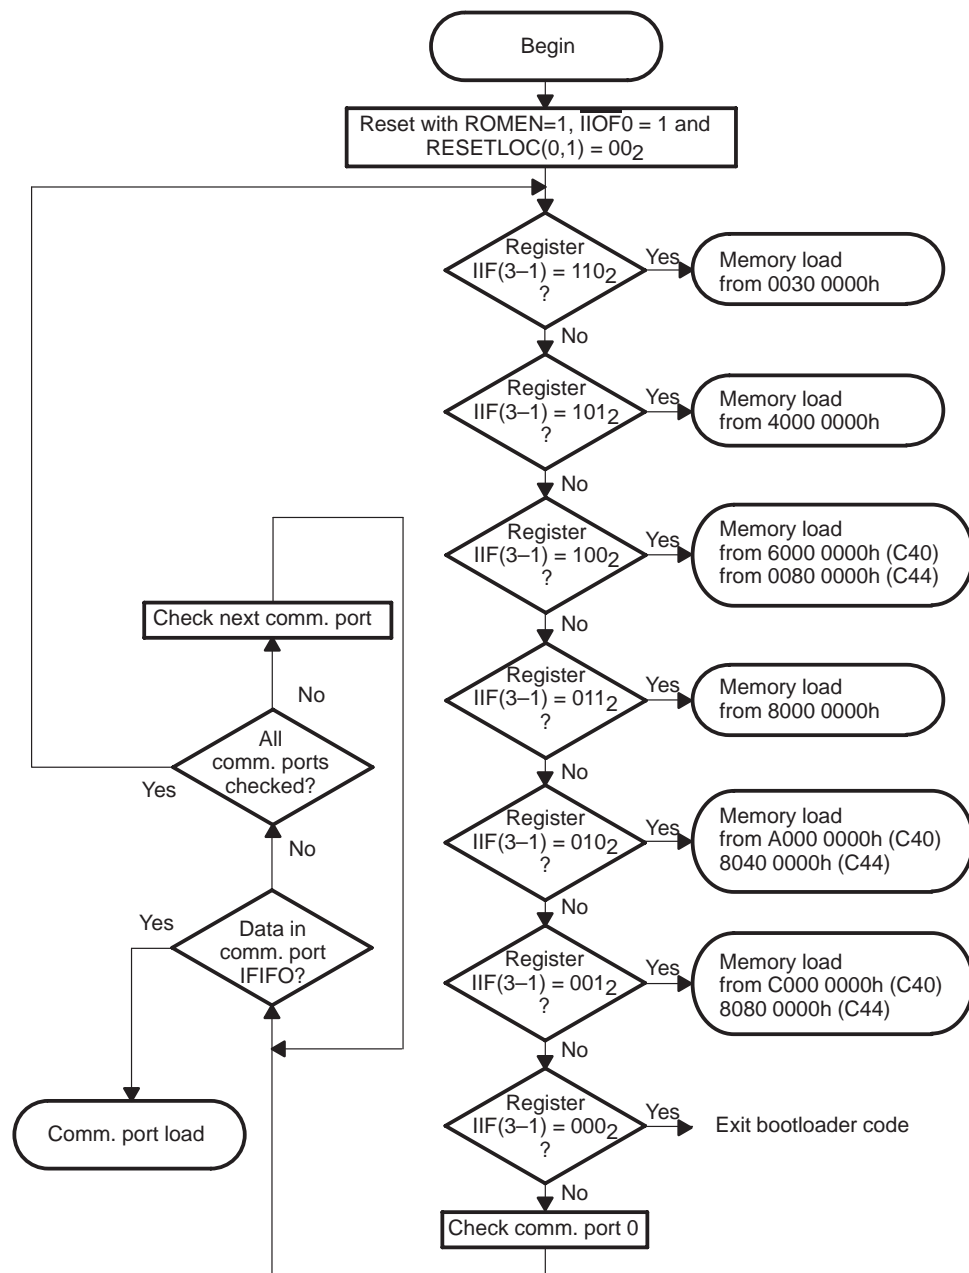 Begin
Reset with ROMEN=1, IIOF0 = 1 and
RESETLOC(0,1) = 002
Register
IIF(3–1) = 1102
?
Yes
Memory load
from 0030 0000h
No
Register
IIF(3–1) = 1012
?
Yes
Memory load
from 4000 0000h
No
Register
IIF(3–1) = 1002
?
Yes
Memory load
from 6000 0000h (C40)
from 0080 0000h (C44)
No
Register
IIF(3–1) = 0112
?
Yes
Memory load
from 8000 0000h
No
Register
IIF(3–1) = 0102
?
Yes
Memory load
from A000 0000h (C40)
8040 0000h (C44)
No
Register
IIF(3–1) = 0012
?
Yes
Memory load
from C000 0000h (C40)
8080 0000h (C44)
No
Register
IIF(3–1) = 0002
?
Yes
Exit bootloader code
No
Check comm. port 0
Check next comm. port
No
All
comm. ports
checked?
Yes
No
Data in
comm. port
IFIFO?
Yes
Comm. port load